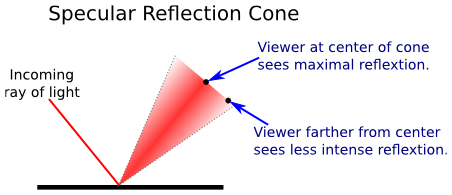 Specular Reflection Cone
Viewer at center of cone
sees maximal reflextion.
Incoming
ray of light
Viewer farther from center
sees less intense reflextion.